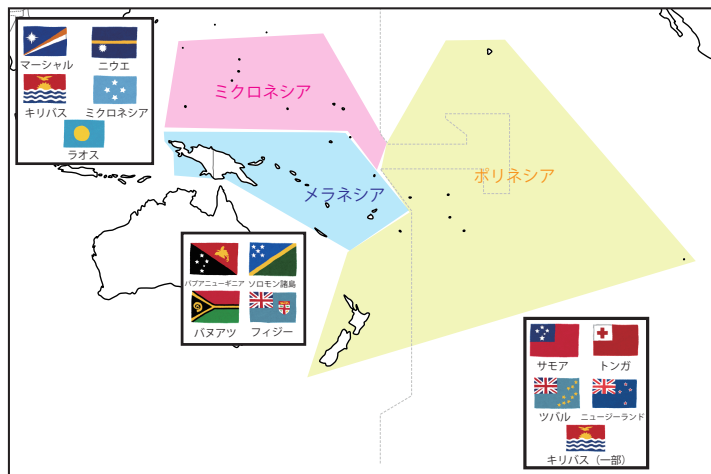 マーシャル
ニウエ
キリバス
ミクロネシア
ラオス
ミクロネシア
メラネシア
ポリネシア
パプアニューギニア
ソロモン諸島
バヌアツ
フィジー
サモア
トンガ
ツバル
ニュージーランド
キリバス（一部）